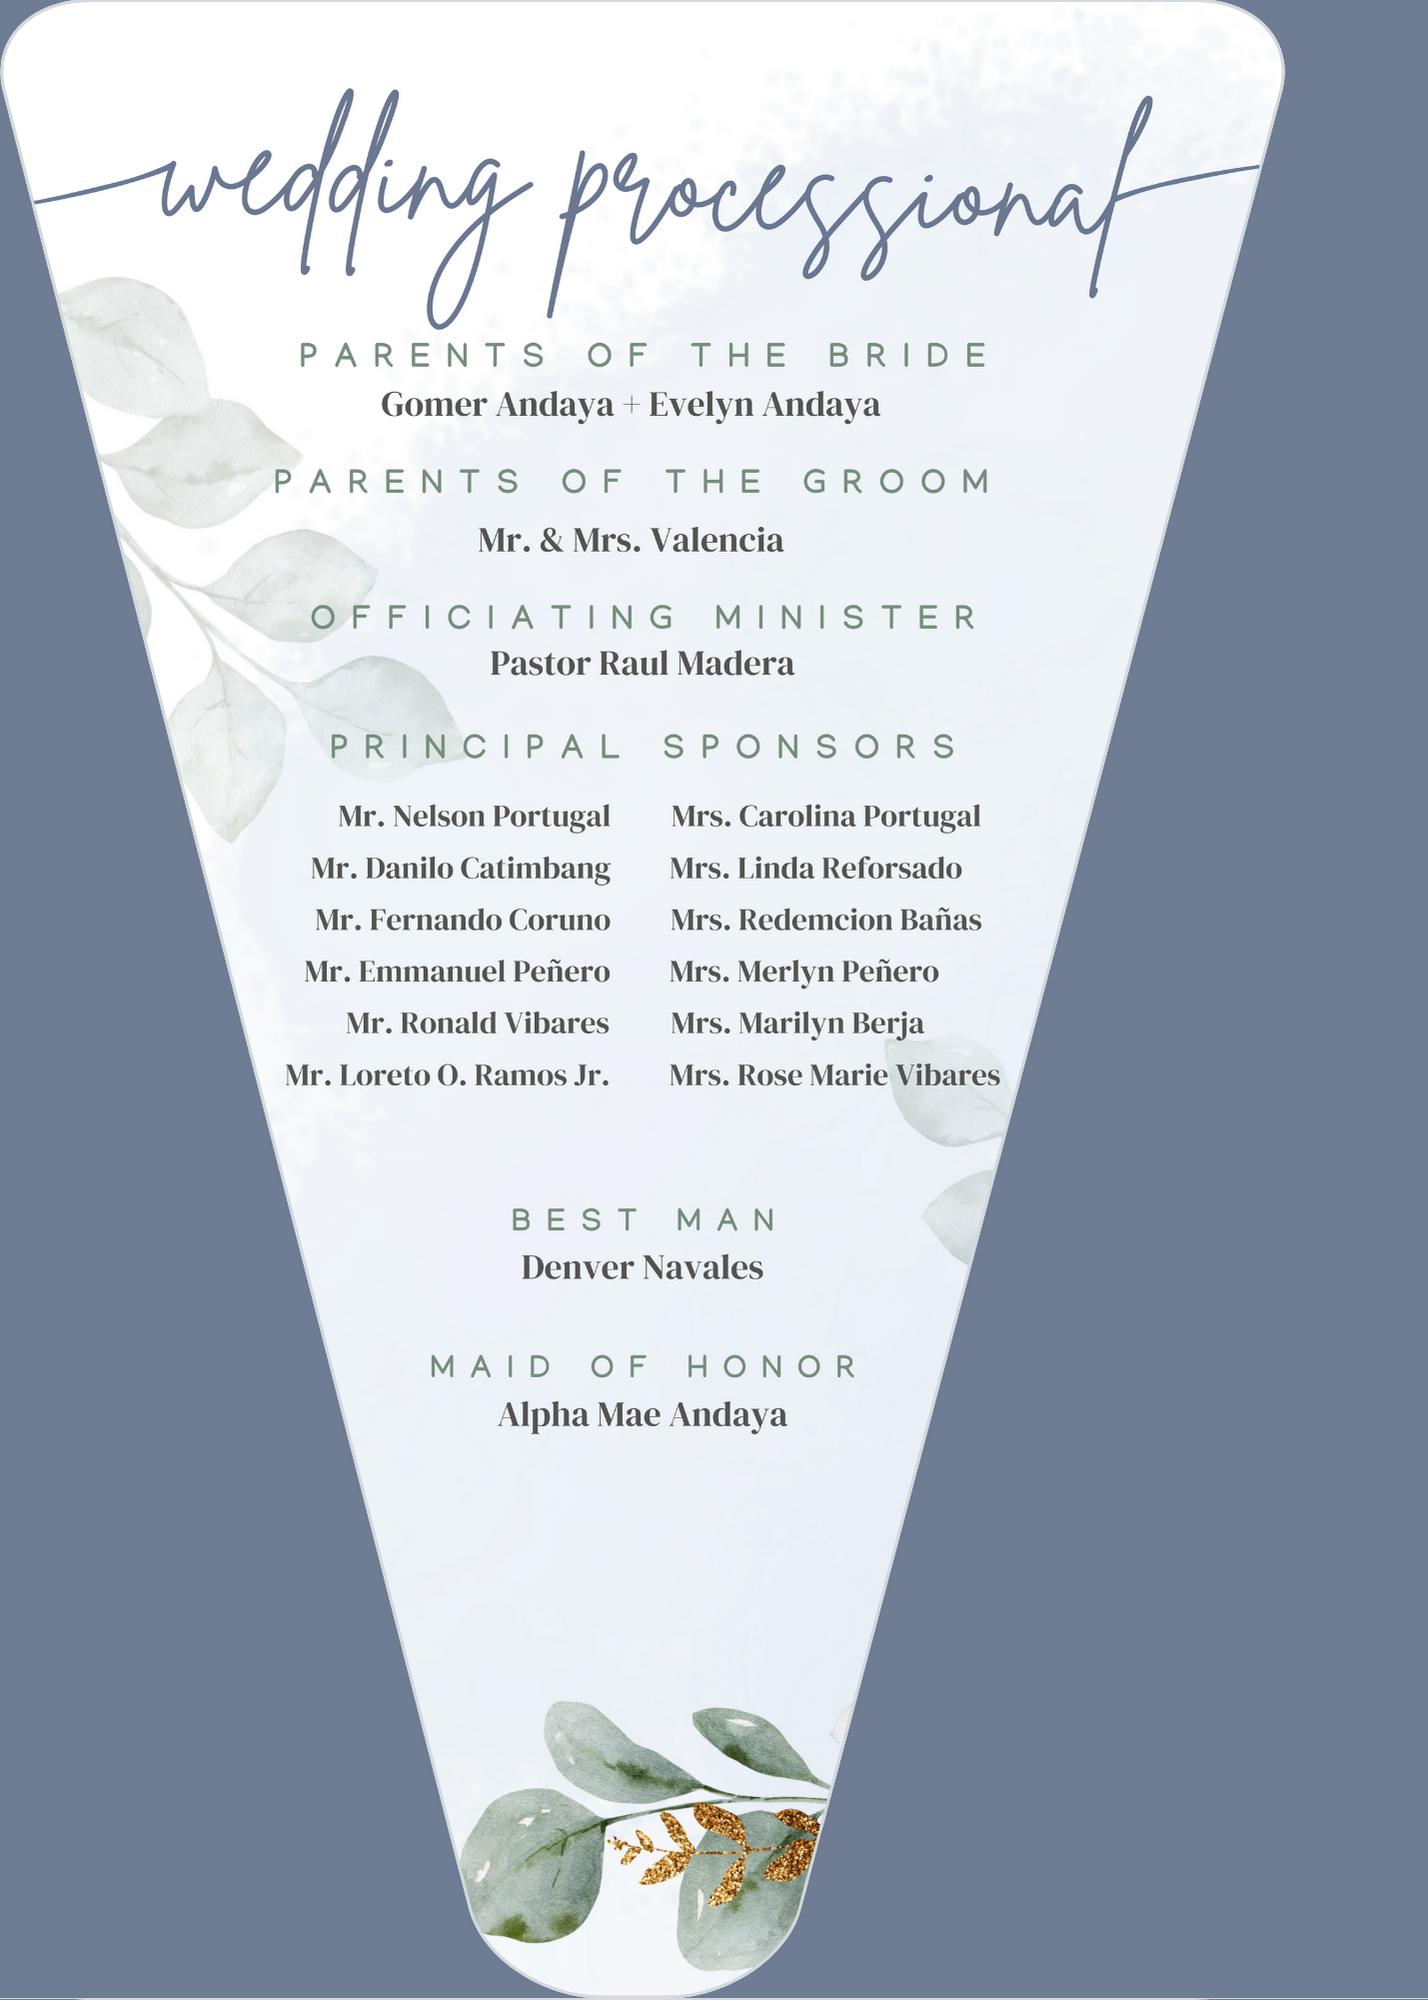 wedding processional
PARENTS OF THE BRIDE
Gomer Andaya + Evelyn Andaya
PARENTS OF THE GROOM
Mr. & Mrs. Valencia
OFFICIATING MINISTER
Pastor Raul Madera
PRINCIPAL SPONSORS
Mr. Nelson Portugal Mrs. Carolina Portugal
Mr. Danilo Catimbang Mrs. Linda Reforsado
Mr. Fernando Coruno Mrs. Redemcion Bañas
Mr. Emmanuel Peñero Mrs. Merlyn Peñero
Mr. Ronald Vibares Mrs. Marilyn Berja
Mr. Loreto O. Ramos Jr. Mrs. Rose Marie Vibares
BEST MAN
Denver Navales
MAID OF HONOR
Alpha Mae Andaya